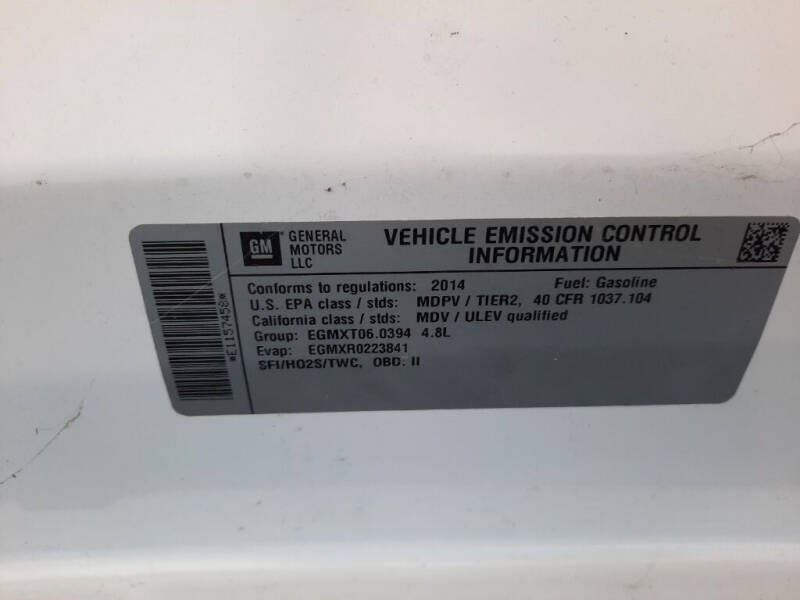 GM
GENERAL
MOTORS
LLC
VEHICLE EMISSION CONTROL
INFORMATION
Conforms to regulations: 2014 Fuel: Gasoline
U.S. EPA class / stds: MDPV / TIER2, 40 CFR 1037.104
California class / stds: MDV / ULEV qualified
Group: EGMXT06.0394 4.8L
Evap: EGMXR0223841
SFI/HO2S/TWC, OBD: II
*E1157458*